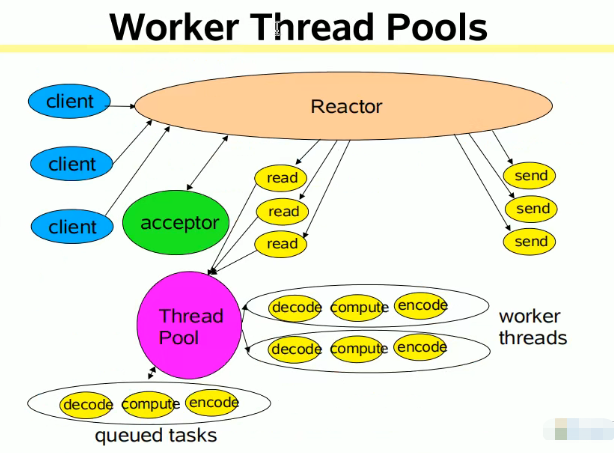 Worker Thread Pools
client
Reactor
client
client
acceptor
read
read
read
send
send
send
Thread
Pool
decode compute encode
decode compute encode
worker
threads
decode compute encode
queued tasks